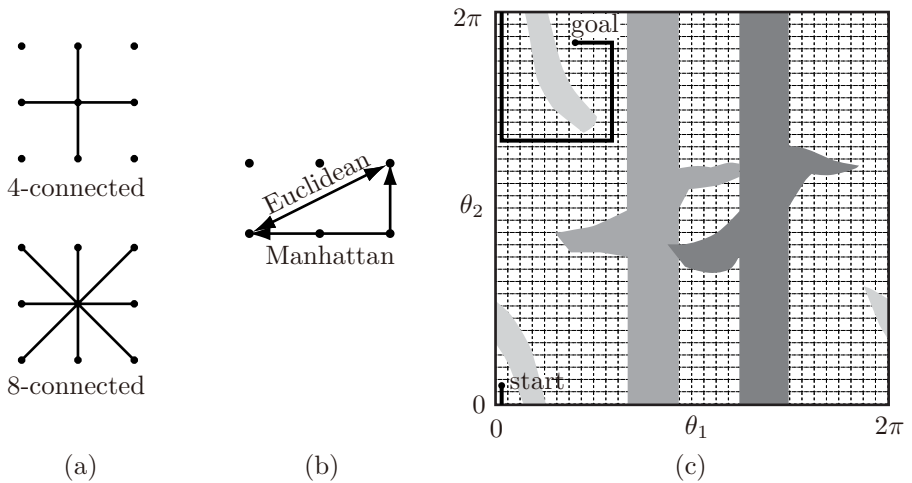 4-connected
8-connected
(a)
Euclidean
Manhattan
(b)
2π
goal
θ2
start
0
0
θ1
2π
(c)